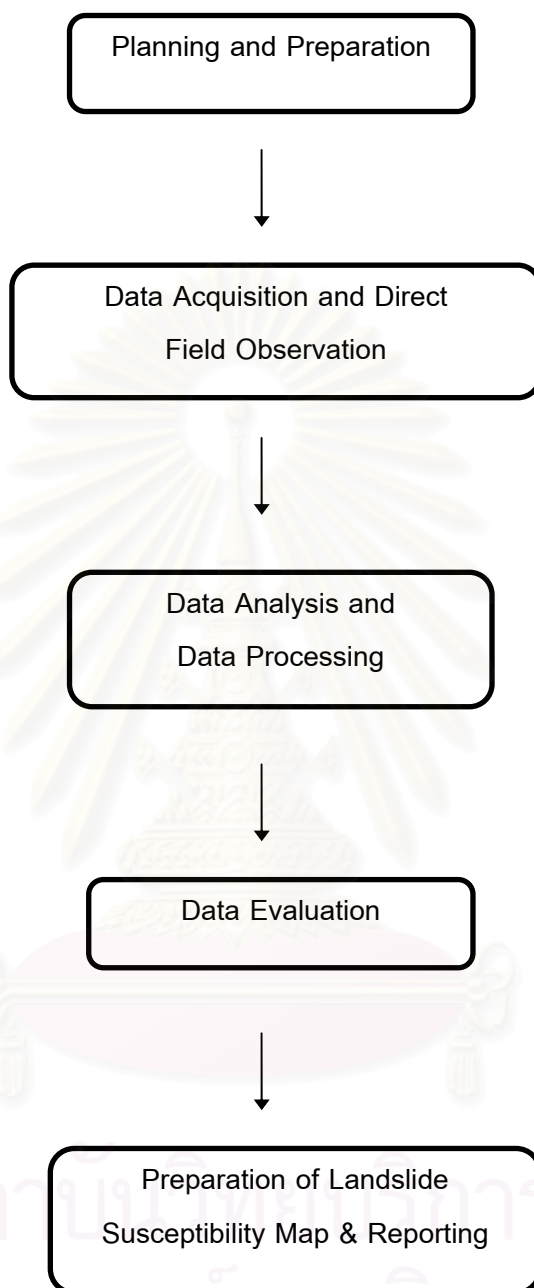 Planning and Preparation
Data Acquisition and Direct
Field Observation
Data Analysis and
Data Processing
Data Evaluation
Preparation of Landslide
Susceptibility Map & Reporting